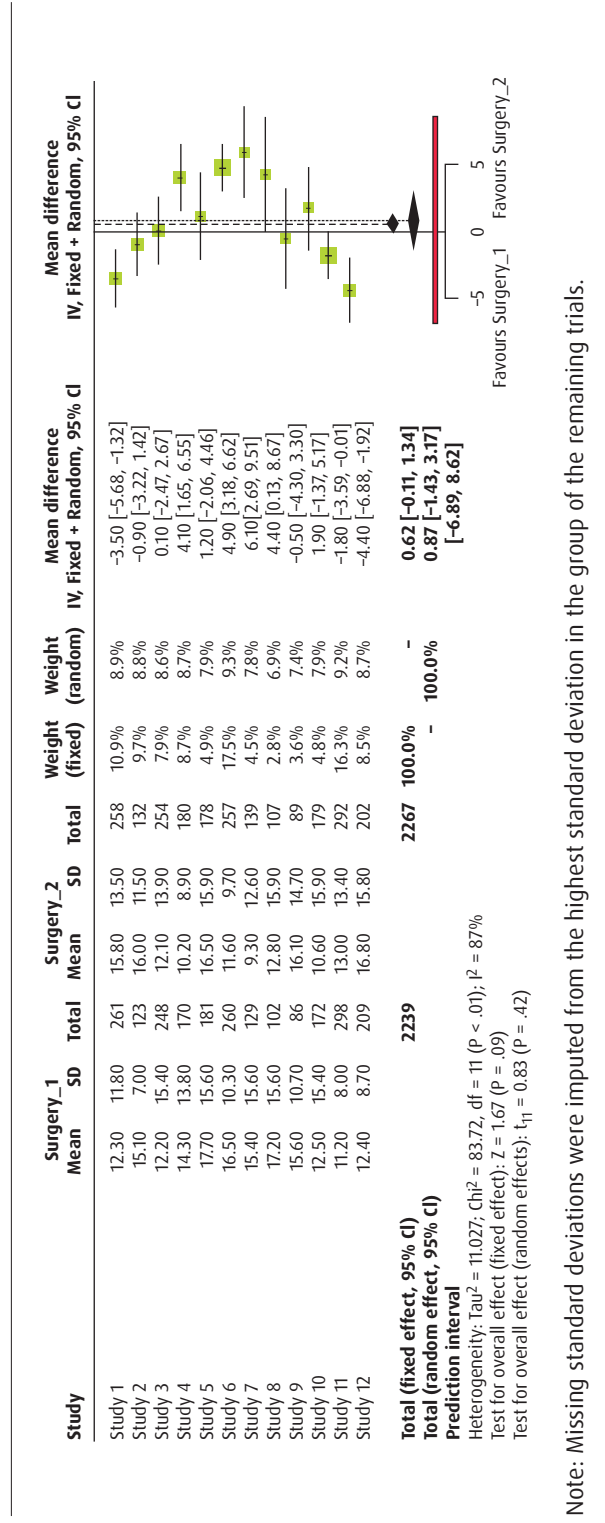 Surgery_1 Surgery_2 Weight Weight Mean difference Mean difference
Study Mean SD Total Mean SD Total (fixed) (random) IV, Fixed + Random, 95% CI IV, Fixed + Random, 95% CI
Study 1 12.30 11.80 261 15.80 13.50 258 10.9% 8.9% −3.50 [−5.68, −1.32]
Study 2 15.10 7.00 123 16.00 11.50 132 9.7% 8.8% −0.90 [−3.22, 1.42]
Study 3 12.20 15.40 248 12.10 13.90 254 7.9% 8.6% 0.10 [−2.47, 2.67]
Study 4 14.30 13.80 170 10.20 8.90 180 8.7% 8.7% 4.10 [1.65, 6.55]
Study 5 17.70 15.60 181 16.50 15.90 178 4.9% 7.9% 1.20 [−2.06, 4.46]
Study 6 16.50 10.30 260 11.60 9.70 257 17.5% 9.3% 4.90 [3.18, 6.62]
Study 7 15.40 15.60 129 9.30 12.60 139 4.5% 7.8% 6.10[2.69, 9.51]
Study 8 17.20 15.60 102 12.80 15.90 107 2.8% 6.9% 4.40 [0.13, 8.67]
Study 9 15.60 10.70 86 16.10 14.70 89 3.6% 7.4% −0.50 [−4.30, 3.30]
Study 10 12.50 15.40 172 10.60 15.90 179 4.8% 7.9% 1.90 [−1.37, 5.17]
Study 11 11.20 8.00 298 13.00 13.40 292 16.3% 9.2% −1.80 [−3.59, −0.01]
Study 12 12.40 8.70 209 16.80 15.80 202 8.5% 8.7% −4.40 [−6.88, −1.92]
Total (fixed effect, 95% CI) 2239 2267 100.0% – 0.62 [−0.11, 1.34]
Total (random effect, 95% CI) – 100.0% 0.87 [−1.43, 3.17]
Prediction interval [−6.89, 8.62]
Heterogeneity: Tau² = 11.027; Chi² = 83.72, df = 11 (P < .01); I² = 87%
Test for overall effect (fixed effect): Z = 1.67 (P = .09)
Test for overall effect (random effects): t₁₁ = 0.83 (P = .42)
−5 0 5
Favours Surgery_1 Favours Surgery_2
Note: Missing standard deviations were imputed from the highest standard deviation in the group of the remaining trials.